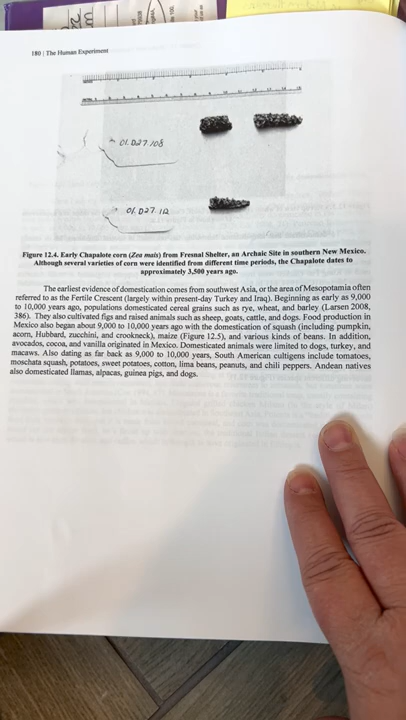 180 | The Human Experiment
01.D27.108
01.D27.112
Figure 12.4. Early Chapalote corn (Zea mais) from Fresnal Shelter, an Archaic Site in southern New Mexico.
Although several varieties of corn were identified from different time periods, the Chapalote dates to
approximately 3,500 years ago.
The earliest evidence of domestication comes from southwest Asia, or the area of Mesopotamia often
referred to as the Fertile Crescent (largely within present-day Turkey and Iraq). Beginning as early as 9,000
to 10,000 years ago, populations domesticated cereal grains such as rye, wheat, and barley (Larsen 2008,
386). They also cultivated figs and raised animals such as sheep, goats, cattle, and dogs. Food production in
Mexico also began about 9,000 to 10,000 years ago with the domestication of squash (including pumpkin,
acorn, Hubbard, zucchini, and crookneck), maize (Figure 12.5), and various kinds of beans. In addition,
avocados, cocoa, and vanilla originated in Mexico. Domesticated animals were limited to dogs, turkey, and
macaws. Also dating as far back as 9,000 to 10,000 years, South American cultigens include tomatoes,
moschata squash, potatoes, sweet potatoes, cotton, lima beans, peanuts, and chili peppers. Andean natives
also domesticated llamas, alpacas, guinea pigs, and dogs.